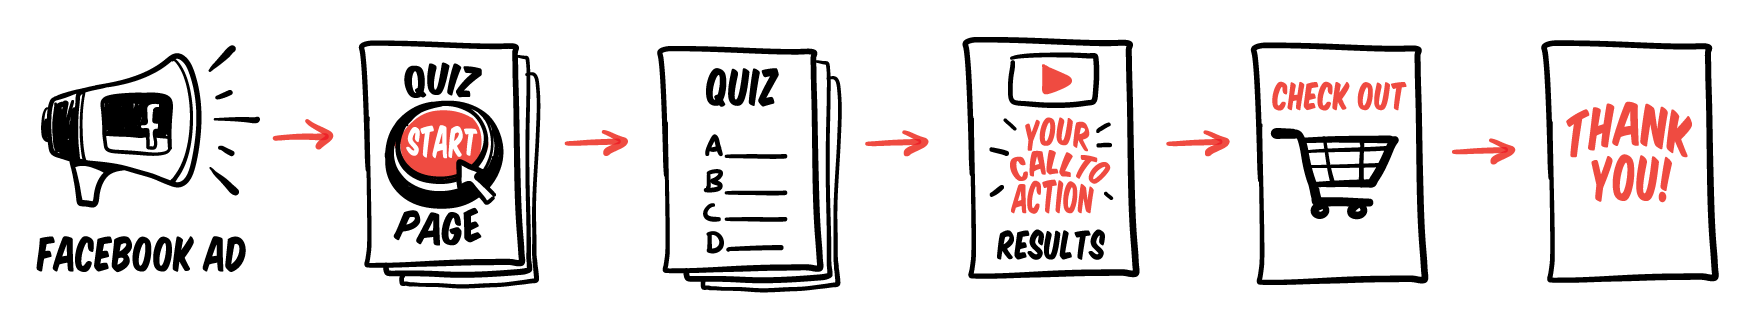 f
FACEBOOK AD
QUIZ
START
PAGE
QUIZ
A
B
C
D
YOUR
CALL TO
ACTION
RESULTS
CHECK OUT
THANK
YOU!